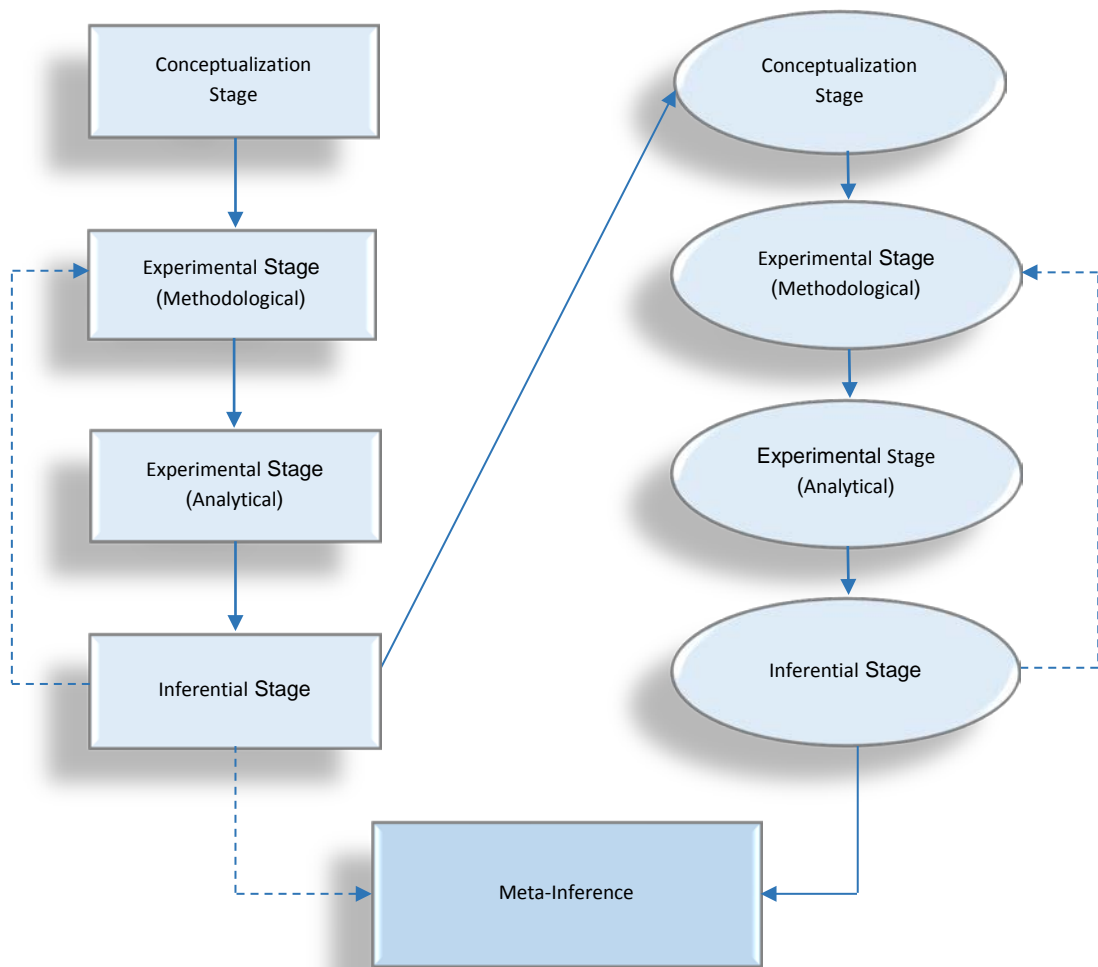 Conceptualization
Stage
Experimental Stage
(Methodological)
Experimental Stage
(Analytical)
Inferential Stage
Conceptualization
Stage
Experimental Stage
(Methodological)
Experimental Stage
(Analytical)
Inferential Stage
Meta-Inference